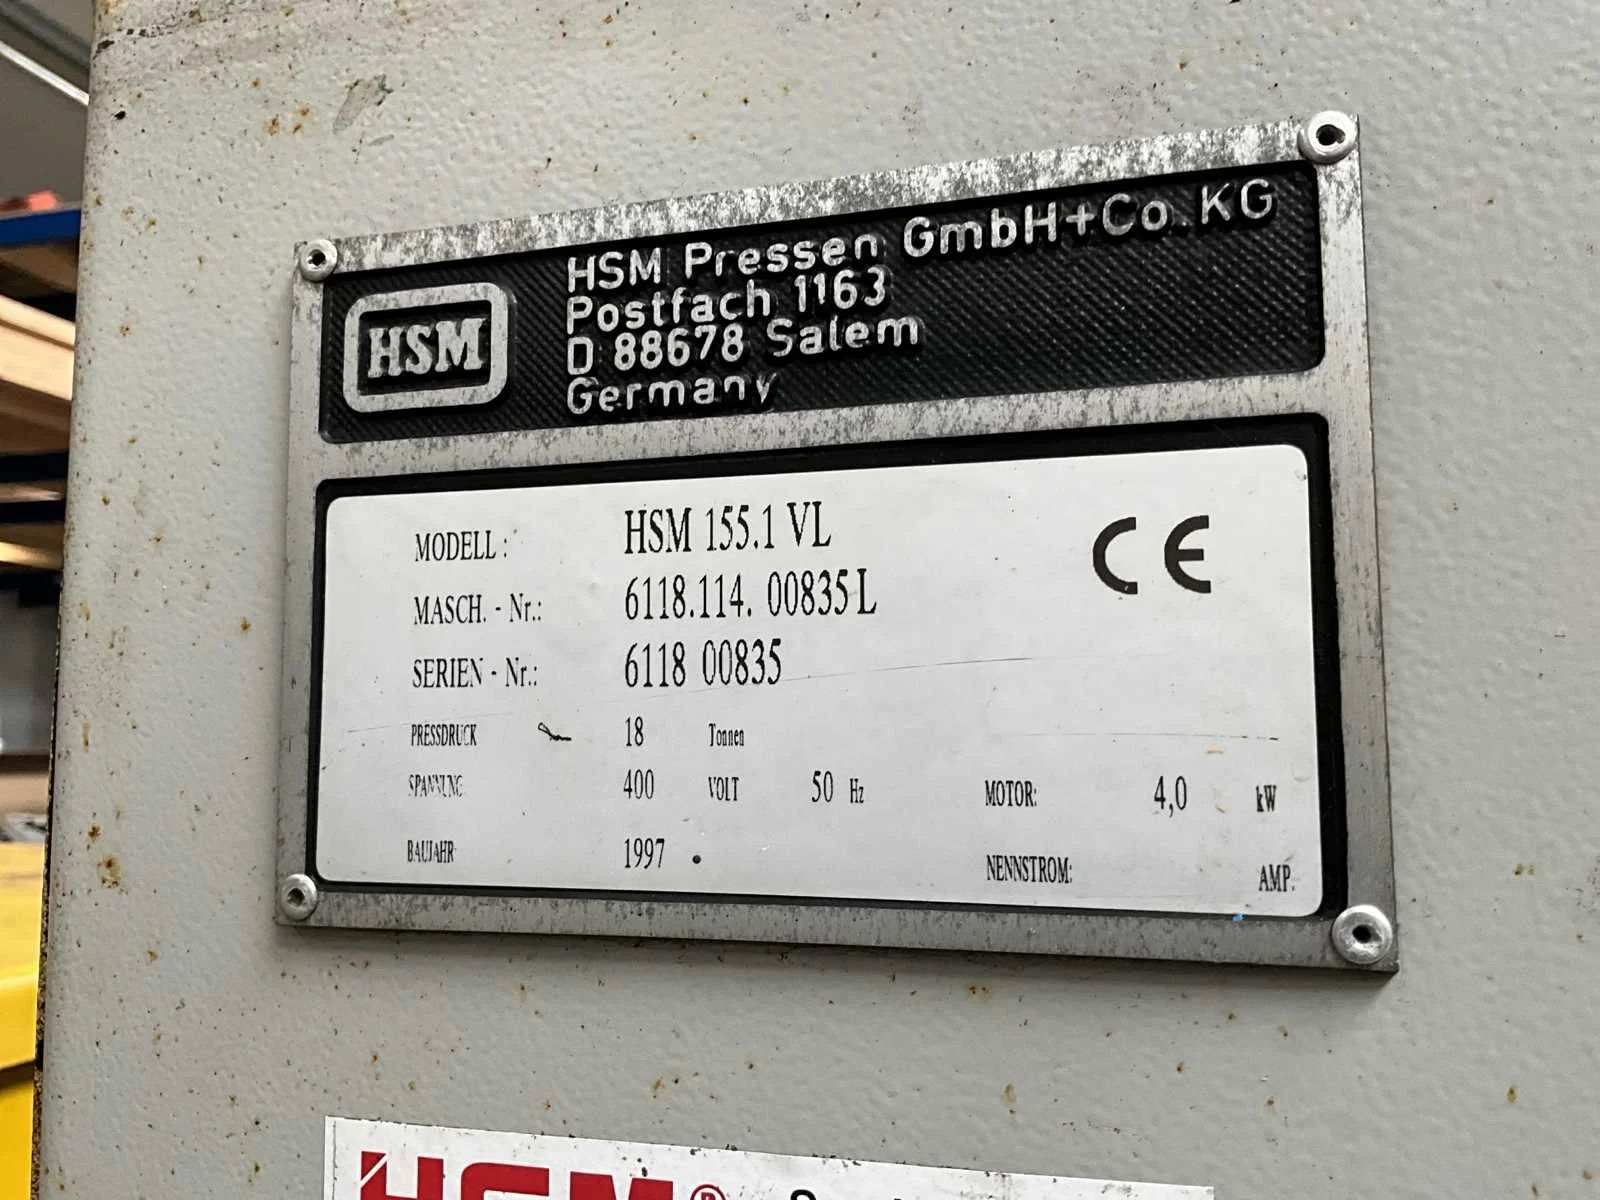 HSM Pressen GmbH+Co. KG
Postfach 1163
D 88678 Salem
Germany
HSM
MODELL: HSM 155.1 VL
CE
MASCH. - Nr.: 6118.114. 00835 L
SERIEN - Nr.: 6118 00835
PRESSDRUCK 18 Tonnen
SPANNUNG 400 VOLT 50 Hz MOTOR: 4,0 kW
BAUJAHR 1997 NENNSTROM: AMP.
HSM®